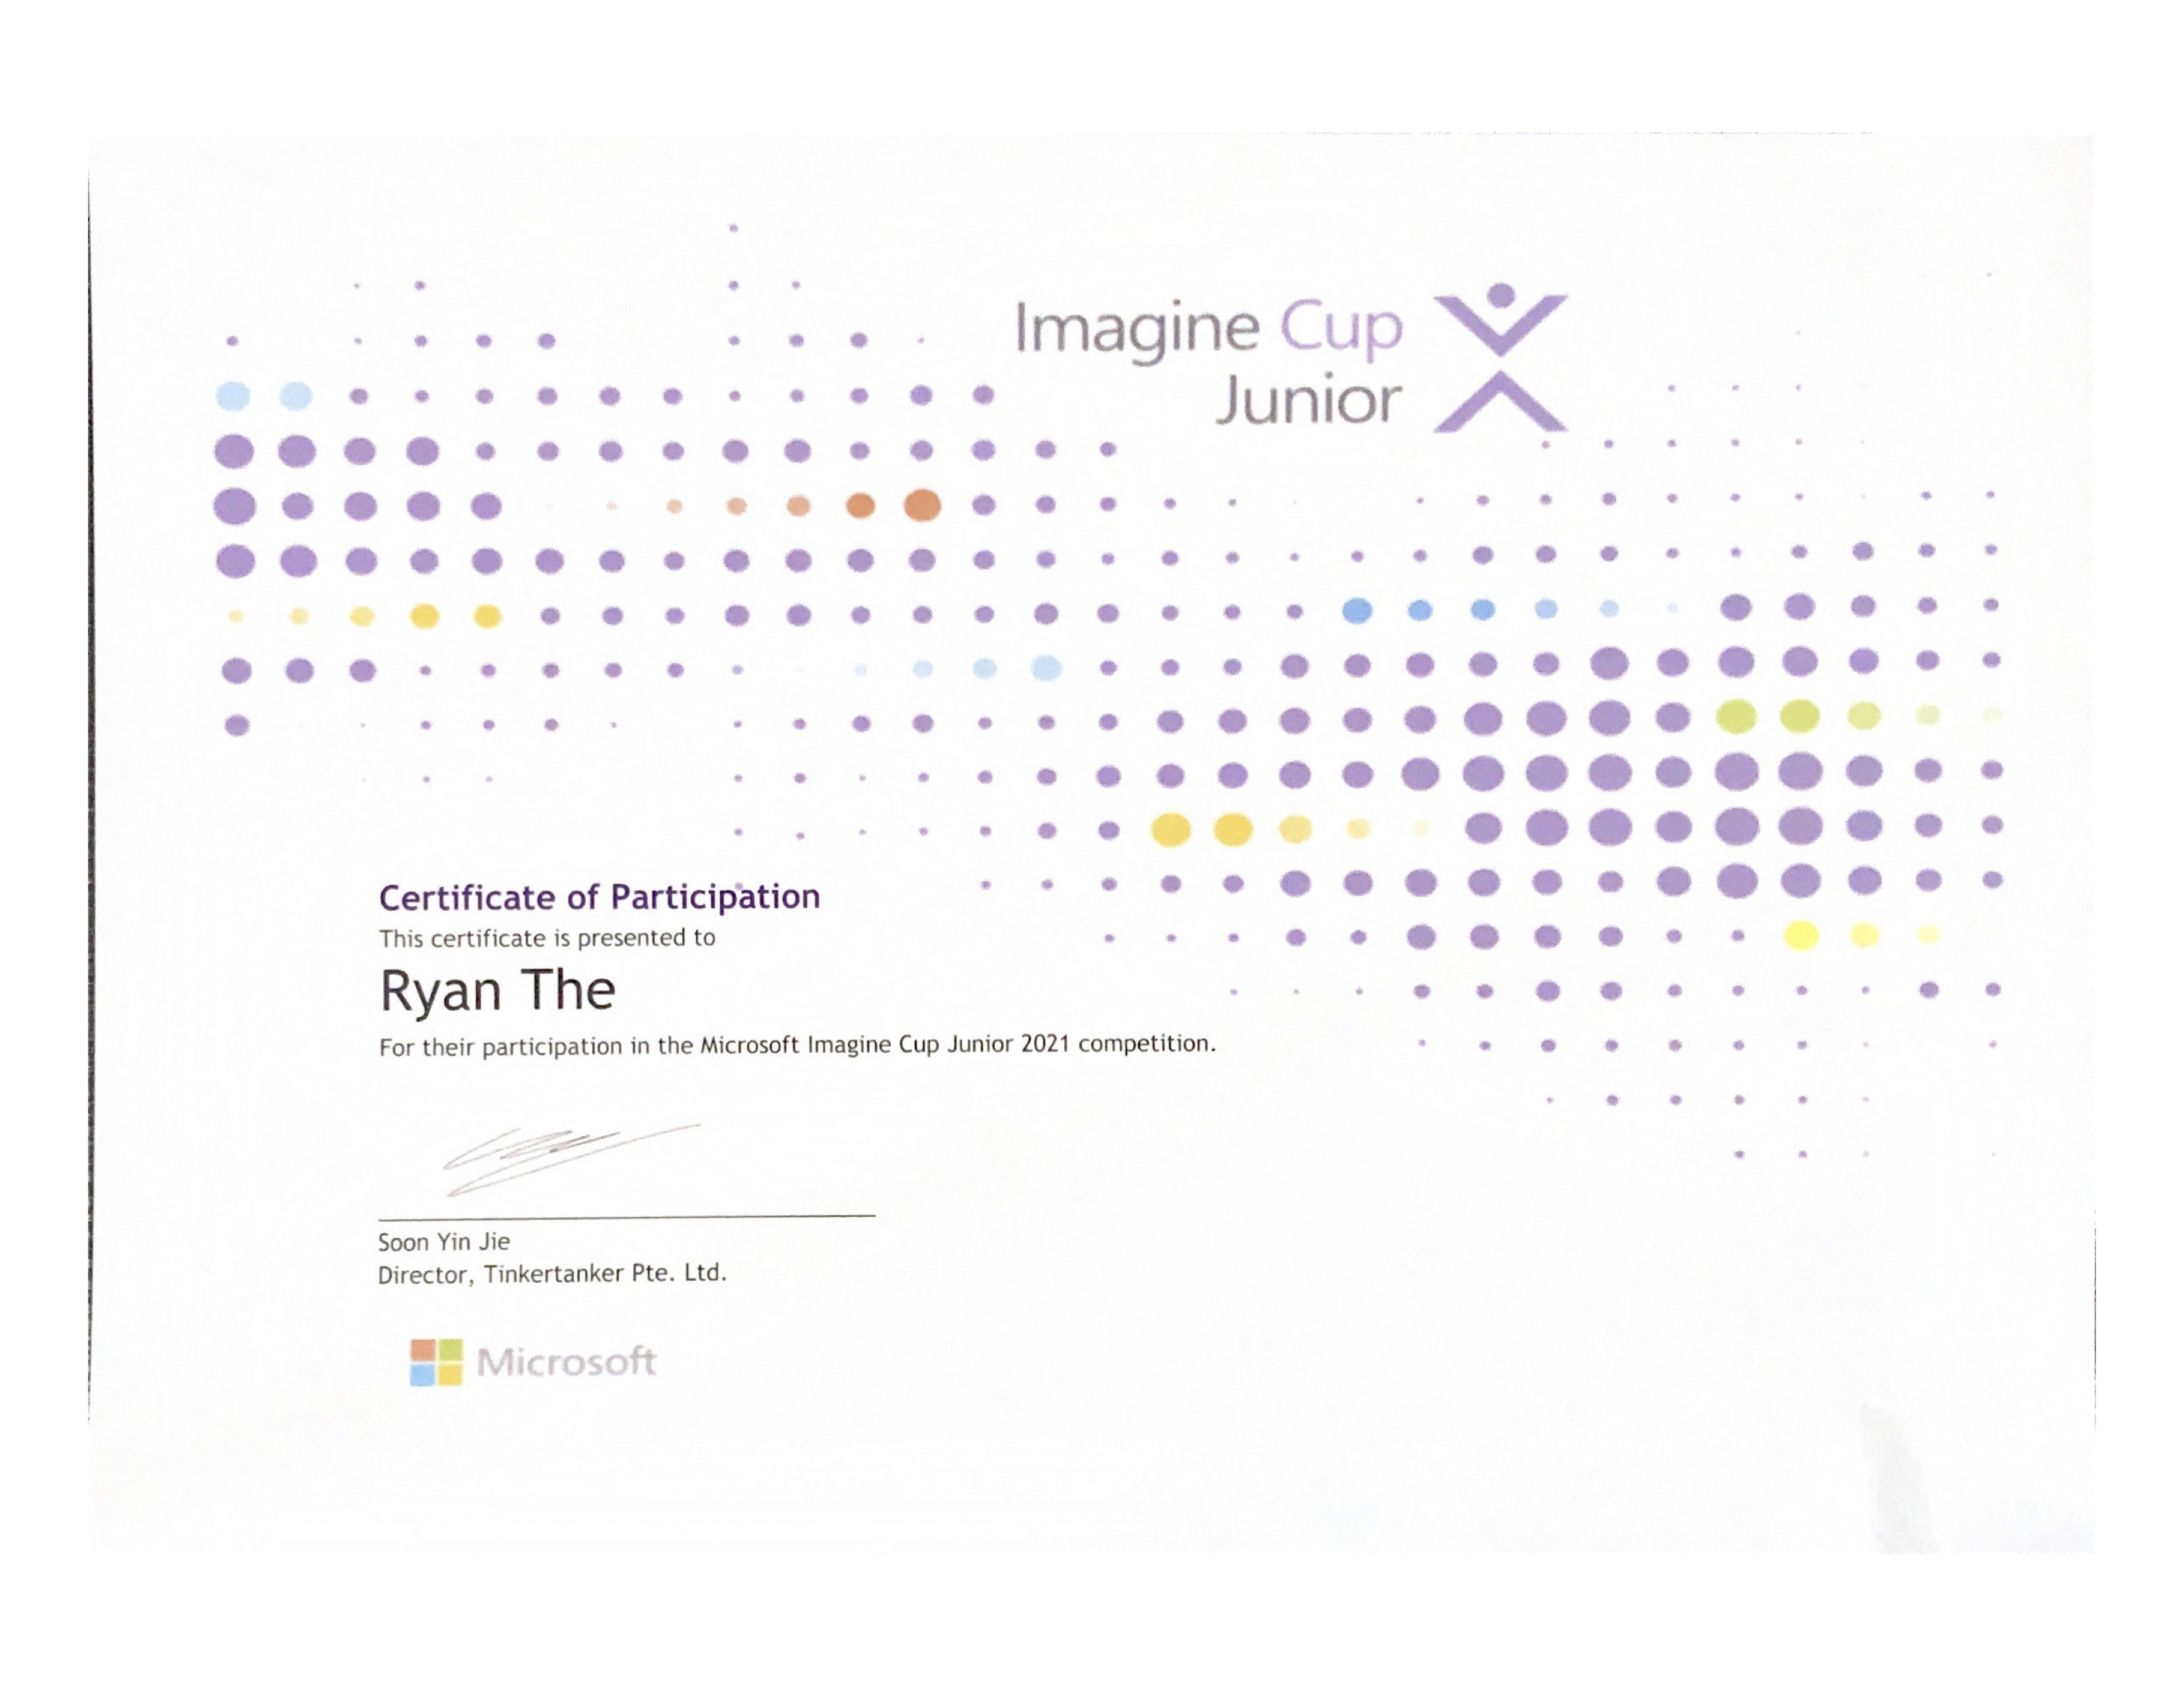 Imagine Cup
Junior
Certificate of Participation
This certificate is presented to
Ryan The
For their participation in the Microsoft Imagine Cup Junior 2021 competition.
Soon Yin Jie
Director, Tinkertanker Pte. Ltd.
Microsoft